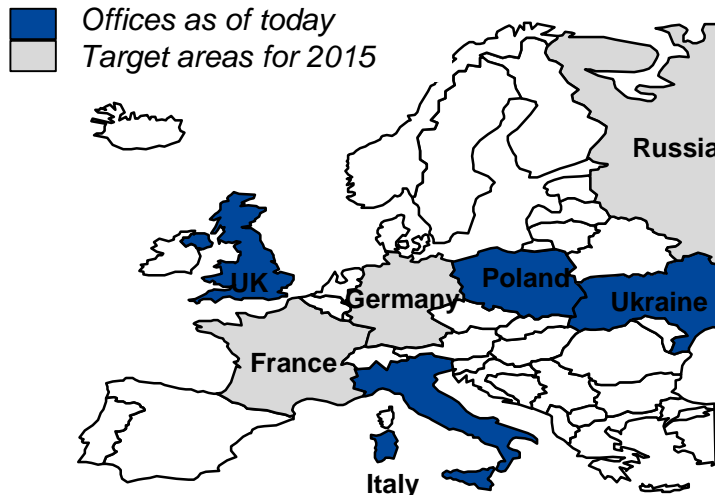 Offices as of today
Target areas for 2015
Russia
UK
Poland
Germany
Ukraine
France
Italy